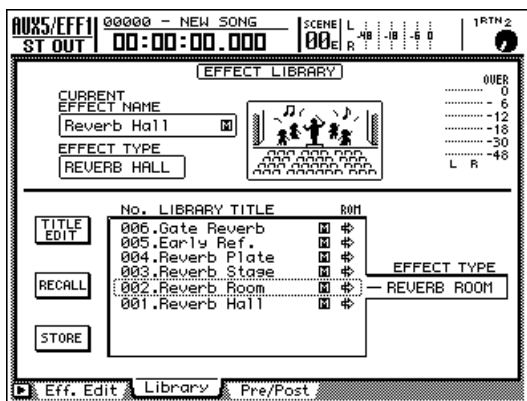 AUX5/EFF1 00000 - NEW SONG SCENE L -48 -18 -6 0 1RTN2
ST OUT 00:00:00.000 00E R
EFFECT LIBRARY
OVER
CURRENT
EFFECT NAME
Reverb Hall M
EFFECT TYPE
REVERB HALL
0
6
12
18
30
48
L R
No. LIBRARY TITLE ROM
TITLE EDIT
006.Gate Reverb M
005.Early Ref. M
004.Reverb Plate M
003.Reverb Stage M
EFFECT TYPE
RECALL
002.Reverb Room M REVERB ROOM
001.Reverb Hall M
STORE
Eff. Edit Library Pre/Post